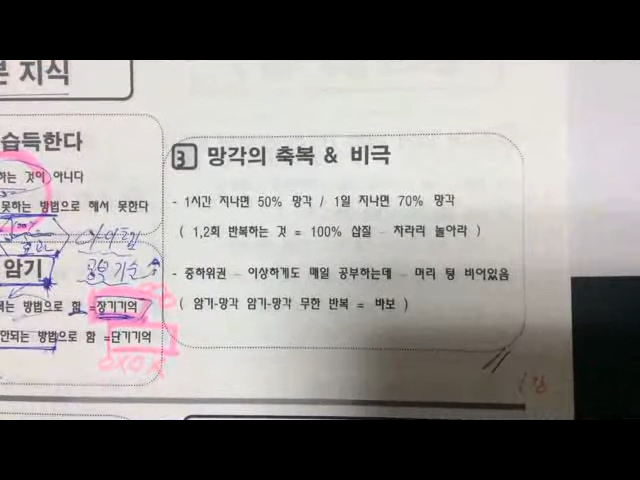 본 지식
습득한다
하는 것이 아니다
못하는 방법으로 해서 못한다
암기
공부기술
되는 방법으로 함 =장기기억
안되는 방법으로 함 =단기기억
3 망각의 축복 & 비극
- 1시간 지나면 50% 망각 / 1일 지나면 70% 망각
( 1,2회 반복하는 것 = 100% 삽질 - 차라리 놀아라 )
- 중하위권 - 이상하게도 매일 공부하는데 - 머리 텅 비어있음
( 암기-망각 암기-망각 무한 반복 = 바보 )